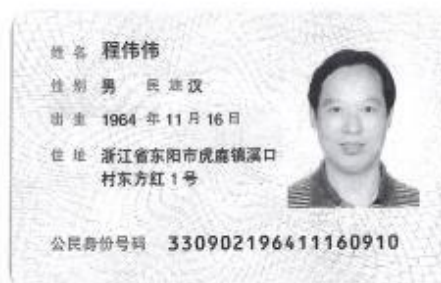 姓名 程伟伟
性别 男 民族 汉
出生 1964 年 11 月 16 日
住址 浙江省东阳市虎鹿镇溪口
村东方红 1 号
公民身份号码 330902196411160910